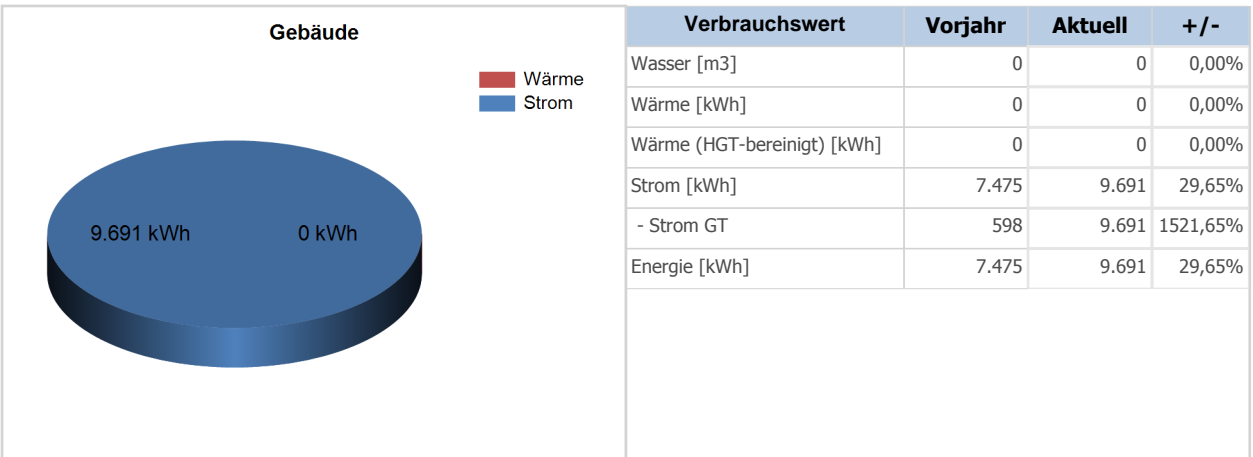 Gebäude
Wärme
Strom
9.691 kWh 0 kWh
Verbrauchswert Vorjahr Aktuell +/-
Wasser [m3] 0 0 0,00%
Wärme [kWh] 0 0 0,00%
Wärme (HGT-bereinigt) [kWh] 0 0 0,00%
Strom [kWh] 7.475 9.691 29,65%
- Strom GT 598 9.691 1521,65%
Energie [kWh] 7.475 9.691 29,65%